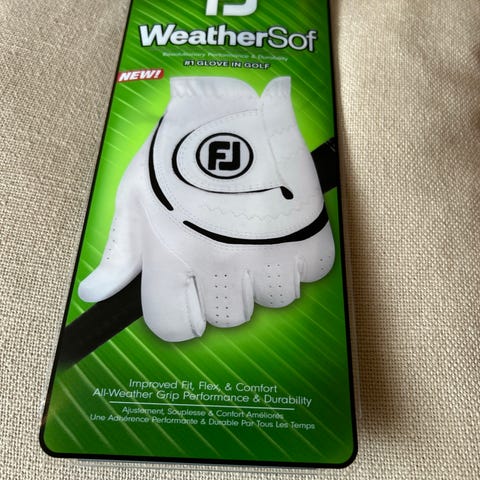 FJ
WeatherSof
Revolutionary Performance & Durability
#1 GLOVE IN GOLF
NEW!
FJ
Improved Fit, Flex, & Comfort
All-Weather Grip Performance & Durability
Ajustement, Souplesse & Confort Améliorés
Une Adhérence Performante & Durable Par Tous Les Temps